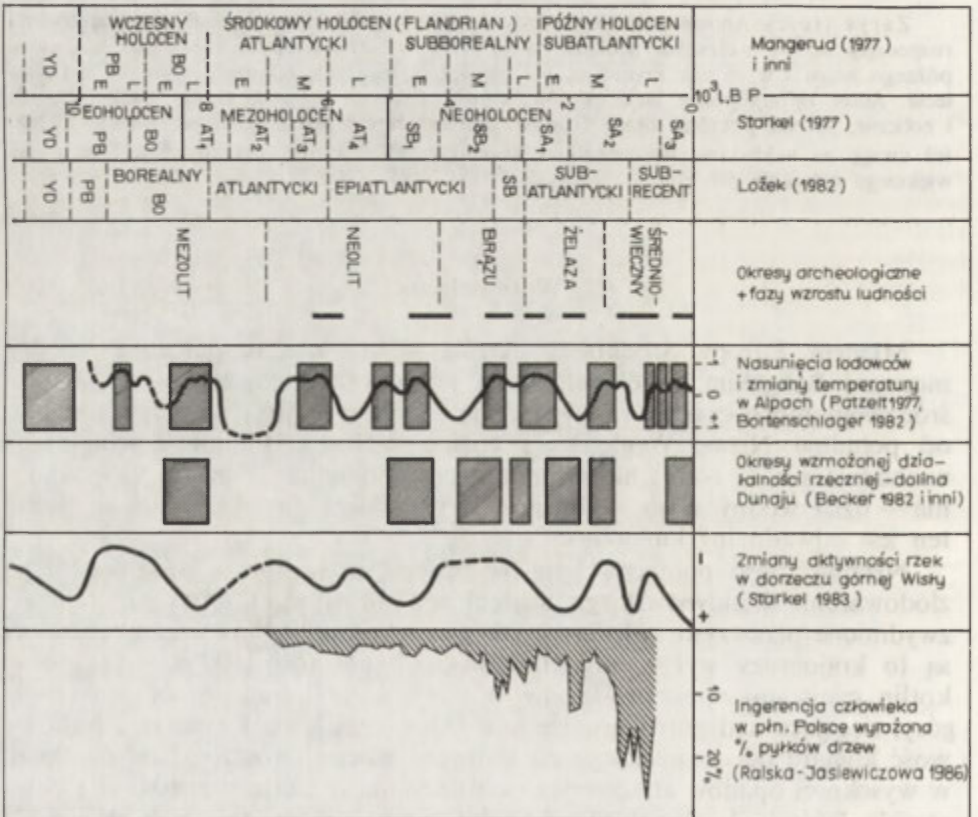 WCZESNY HOLOCEN
ŚRODKOWY HOLOCEN (FLANDRIAN)
PÓŹNY HOLOCEN
ATLANTYCKI
SUBBOREALNY
SUBATLANTYCKI
YD
PB
BO
E
L
E
L
E
M
L
E
M
L
E
M
L
Mangerud (1977)
i inni
10
8
6
4
2
0
10³ L.B P
EOHOLOCEN
MEZOHOLOCEN
NEOHOLOCEN
YD
PB
BO
AT₁
AT₂
AT₃
AT₄
SB₁
SB₂
SA₁
SA₂
SA₃
Starkel (1977)
YD
PB
BOREALNY
BO
ATLANTYCKI
EPIATLANTYCKI
SB
SUB-
ATLANTYCKI
SUB-
RECENT
Ložek (1982)
MEZOLIT
NEOLIT
BRĄZU
ŻELAZA
ŚREDNIO-
WIECZNY
Okresy archeologiczne
+ fazy wzrostu ludności
-1
0
+1
Nasunięcia lodowców
i zmiany temperatury
w Alpach (Patzelt 1977,
Bortenschlager 1982)
Okresy wzmożonej dzia-
łalności rzecznej – dolina
Dunaju (Becker 1982 i inni)
-
+
Zmiany aktywności rzek
w dorzeczu górnej Wisły
(Starkel 1983)
10
20%
Ingerencja człowieka
w płn. Polsce wyrażona
% pyłków drzew
(Ralska-Jasiewiczowa 1986)